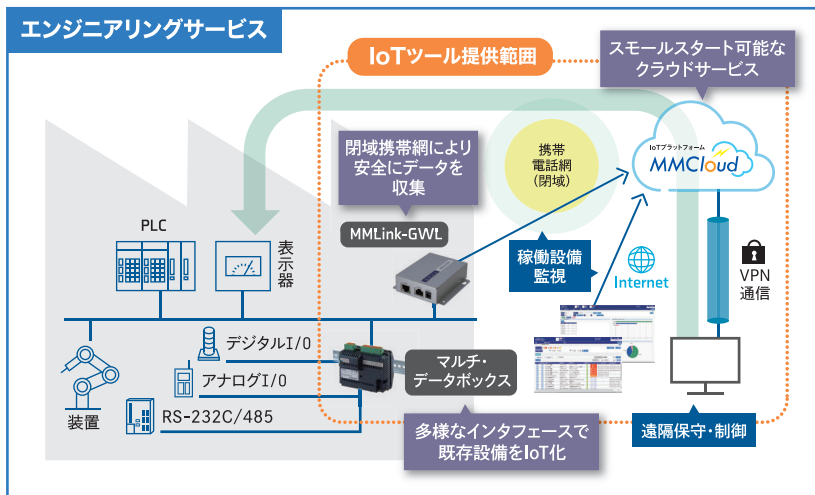 エンジニアリングサービス
IoTツール提供範囲
スモールスタート可能な
クラウドサービス
閉域携帯網により
安全にデータを
収集
携帯
電話網
(閉域)
IoTプラットフォーム
MMCloud
PLC
表示器
MMLink-GWL
稼働設備
監視
Internet
VPN
通信
デジタルI/O
アナログI/O
マルチ・
データボックス
装置
RS-232C/485
多様なインタフェースで
既存設備をIoT化
遠隔保守・制御